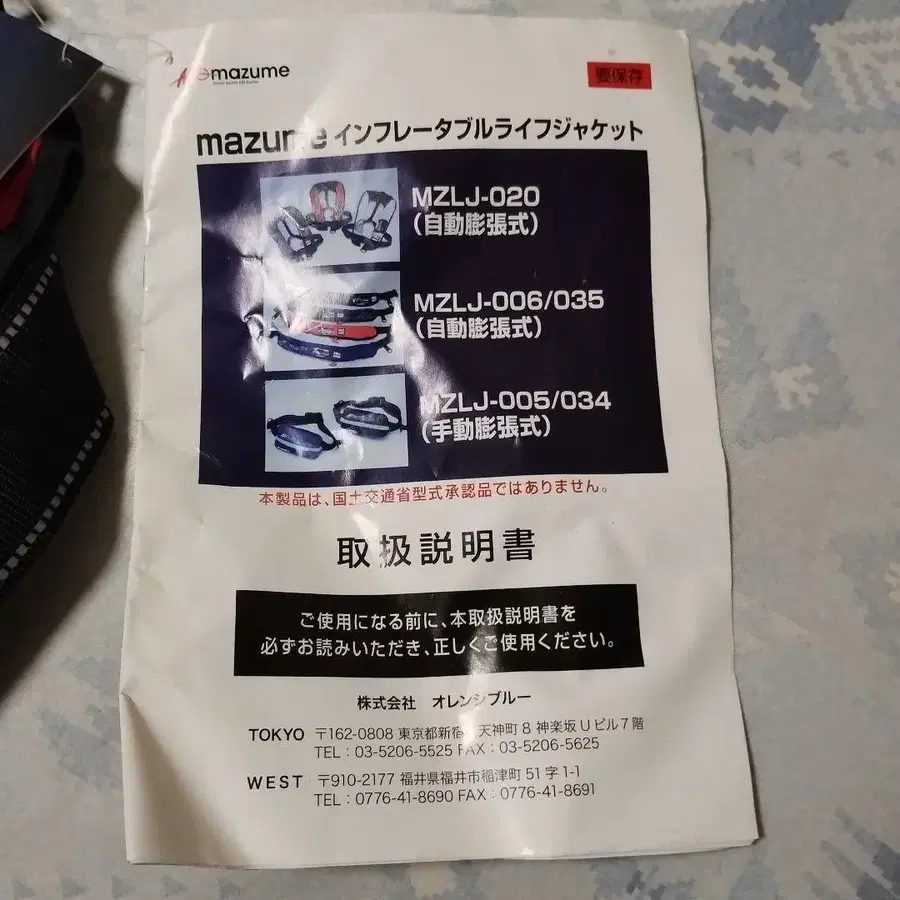 mazume
要保存
mazume インフレータブルライフジャケット
MZLJ-020
(自動膨張式)
MZLJ-006/035
(自動膨張式)
MZLJ-005/034
(手動膨張式)
本製品は、国土交通省型式承認品ではありません。
取扱説明書
ご使用になる前に、本取扱説明書を
必ずお読みいただき、正しくご使用ください。
株式会社 オレンジブルー
TOKYO 〒162-0808 東京都新宿 天神町 8 神楽坂 U ビル 7 階
TEL：03-5206-5525 FAX：03-5206-5625
WEST 〒910-2177 福井県福井市稲津町 51 字 1-1
TEL：0776-41-8690 FAX：0776-41-8691